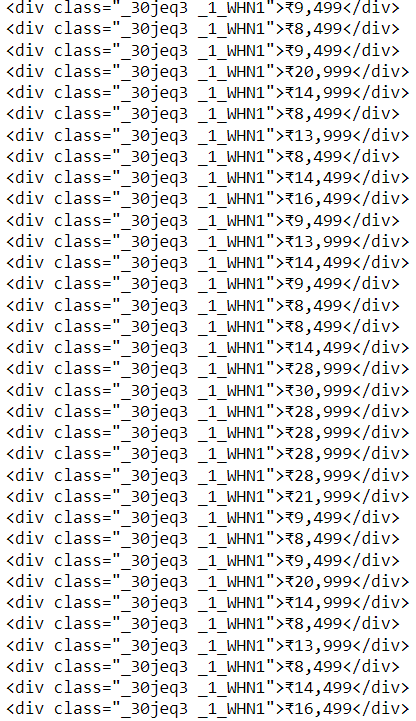 <div class="_30jeq3 _1_WHN1">₹9,499</div>
<div class="_30jeq3 _1_WHN1">₹8,499</div>
<div class="_30jeq3 _1_WHN1">₹9,499</div>
<div class="_30jeq3 _1_WHN1">₹20,999</div>
<div class="_30jeq3 _1_WHN1">₹14,999</div>
<div class="_30jeq3 _1_WHN1">₹8,499</div>
<div class="_30jeq3 _1_WHN1">₹13,999</div>
<div class="_30jeq3 _1_WHN1">₹8,499</div>
<div class="_30jeq3 _1_WHN1">₹14,499</div>
<div class="_30jeq3 _1_WHN1">₹16,499</div>
<div class="_30jeq3 _1_WHN1">₹9,499</div>
<div class="_30jeq3 _1_WHN1">₹13,999</div>
<div class="_30jeq3 _1_WHN1">₹14,499</div>
<div class="_30jeq3 _1_WHN1">₹9,499</div>
<div class="_30jeq3 _1_WHN1">₹8,499</div>
<div class="_30jeq3 _1_WHN1">₹8,499</div>
<div class="_30jeq3 _1_WHN1">₹14,499</div>
<div class="_30jeq3 _1_WHN1">₹28,999</div>
<div class="_30jeq3 _1_WHN1">₹30,999</div>
<div class="_30jeq3 _1_WHN1">₹28,999</div>
<div class="_30jeq3 _1_WHN1">₹28,999</div>
<div class="_30jeq3 _1_WHN1">₹28,999</div>
<div class="_30jeq3 _1_WHN1">₹28,999</div>
<div class="_30jeq3 _1_WHN1">₹21,999</div>
<div class="_30jeq3 _1_WHN1">₹9,499</div>
<div class="_30jeq3 _1_WHN1">₹8,499</div>
<div class="_30jeq3 _1_WHN1">₹9,499</div>
<div class="_30jeq3 _1_WHN1">₹20,999</div>
<div class="_30jeq3 _1_WHN1">₹14,999</div>
<div class="_30jeq3 _1_WHN1">₹8,499</div>
<div class="_30jeq3 _1_WHN1">₹13,999</div>
<div class="_30jeq3 _1_WHN1">₹8,499</div>
<div class="_30jeq3 _1_WHN1">₹14,499</div>
<div class="_30jeq3 _1_WHN1">₹16,499</div>